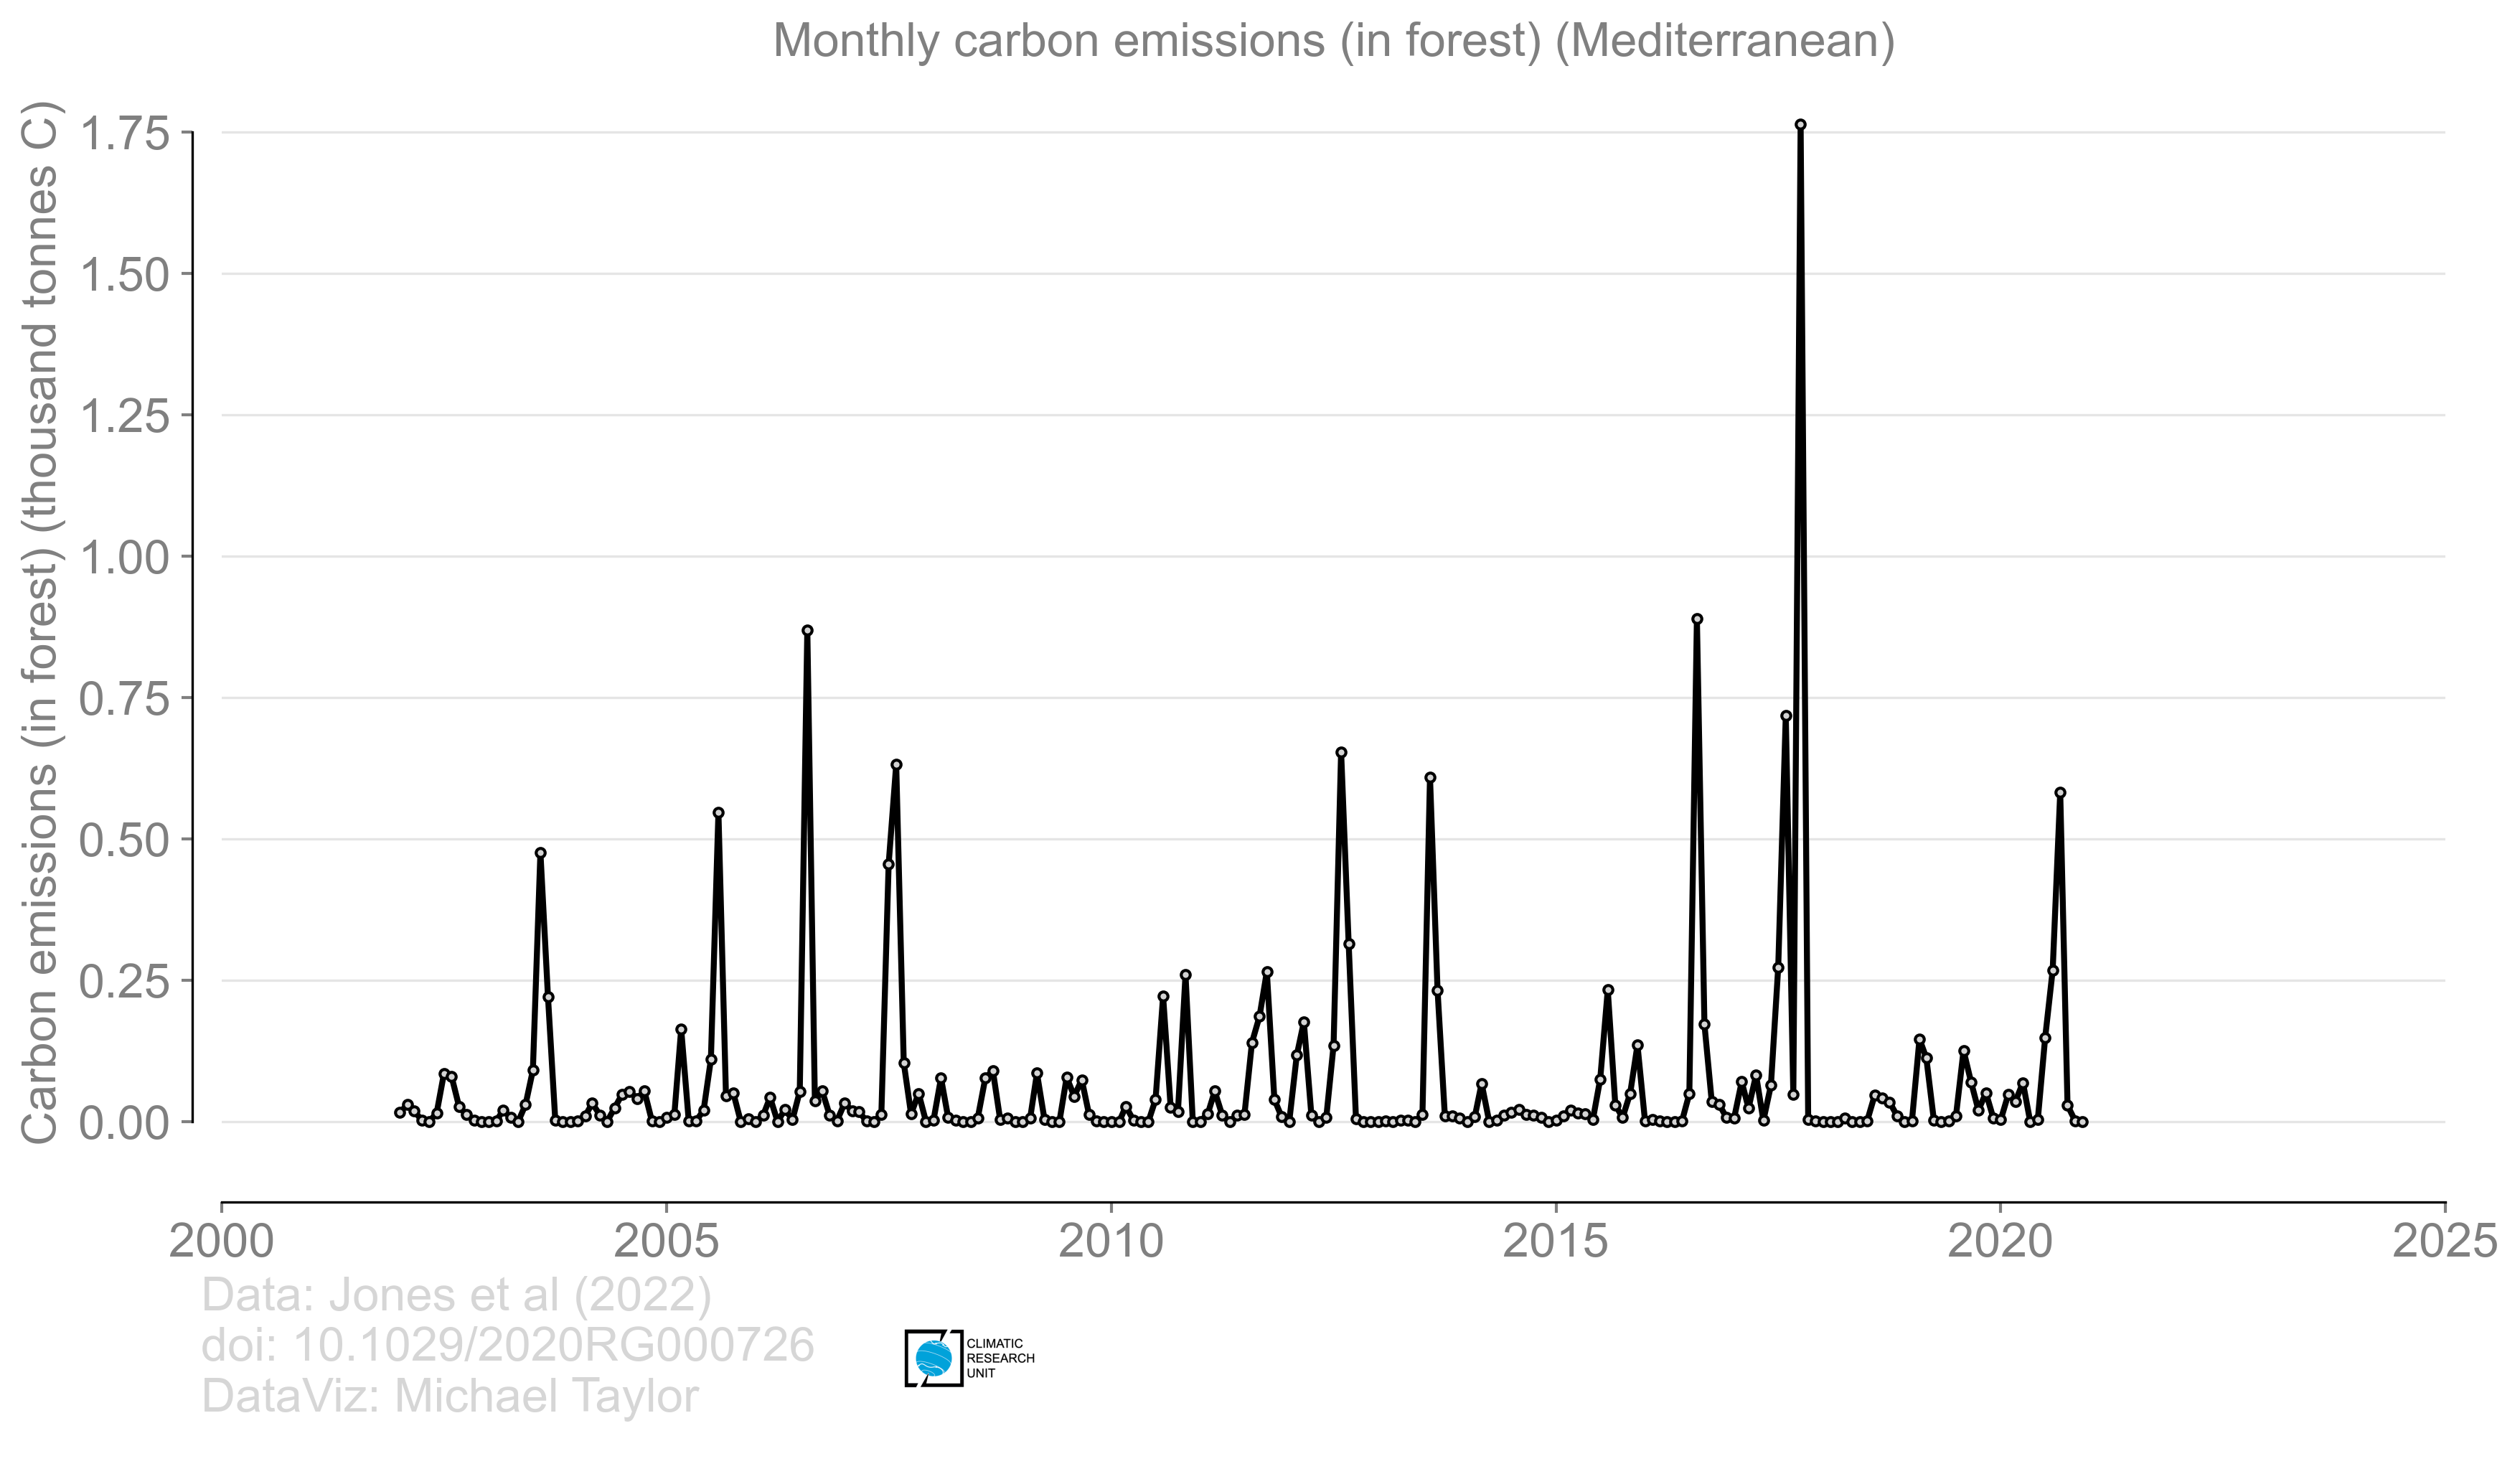 Monthly carbon emissions (in forest) (Mediterranean)
Carbon emissions (in forest) (thousand tonnes C)
1.75
1.50
1.25
1.00
0.75
0.50
0.25
0.00
2000 2005 2010 2015 2020 2025
Data: Jones et al (2022)
doi: 10.1029/2020RG000726
DataViz: Michael Taylor
CLIMATIC
RESEARCH
UNIT